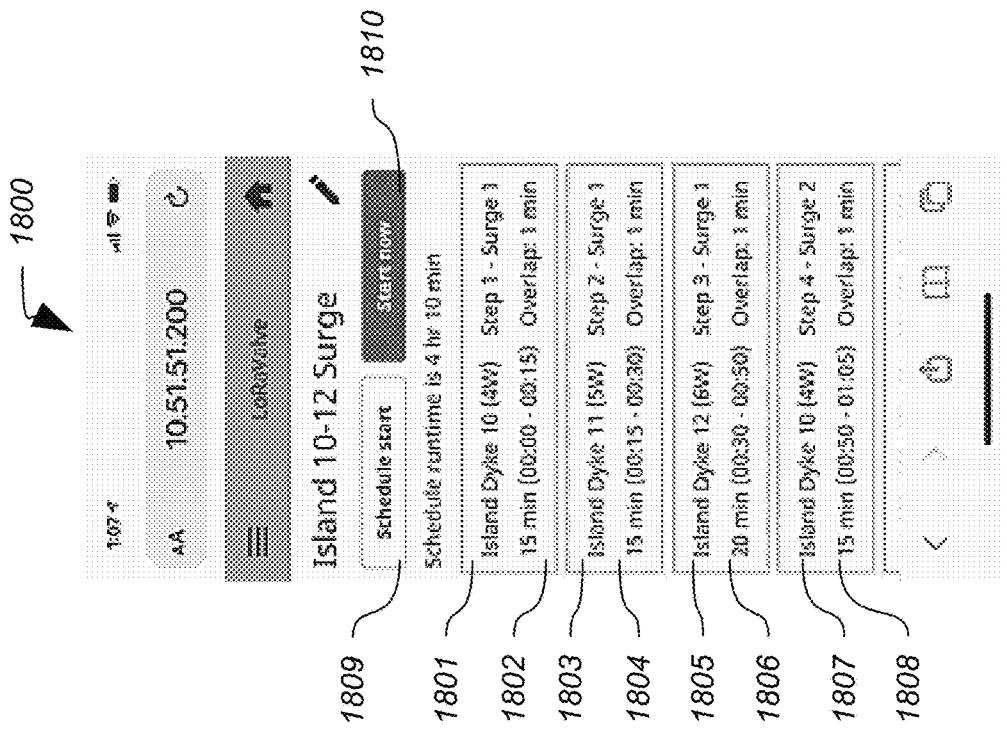 1800
1:07
AA 10.51.51.200
LoRaValve
Island 10-12 Surge
Schedule start Start now
Schedule runtime is 4 hr 10 min
Island Dyke 10 (4W) Step 1 - Surge 1
15 min (00:00 - 00:15) Overlap: 1 min
Island Dyke 11 (5W) Step 2 - Surge 1
15 min (00:15 - 00:30) Overlap: 1 min
Island Dyke 12 (6W) Step 3 - Surge 1
20 min (00:30 - 00:50) Overlap: 1 min
Island Dyke 10 (4W) Step 4 - Surge 2
15 min (00:50 - 01:05) Overlap: 1 min
1809
1810
1801
1802
1803
1804
1805
1806
1807
1808